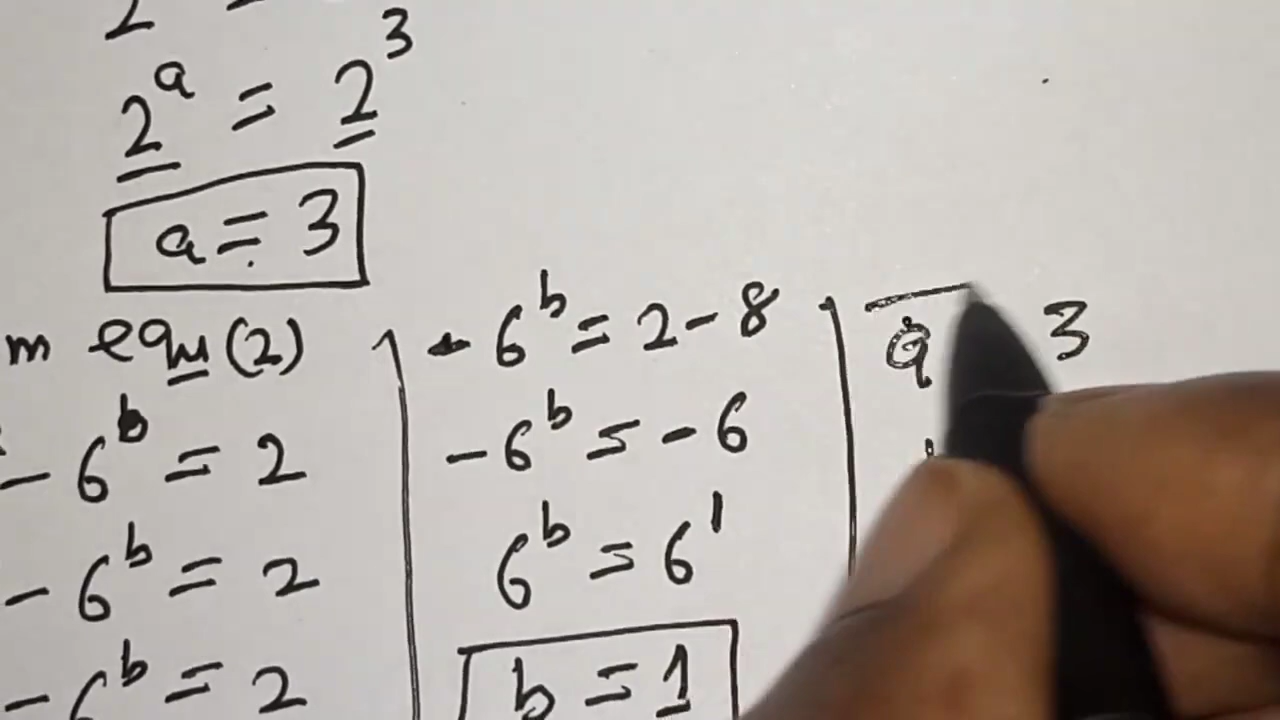 2^a = 2^3
a = 3
m equ (2)
- 6^b = 2
- 6^b = 2
- 6^b = 2
- 6^b = 2 - 8
- 6^b = - 6
6^b = 6^1
b = 1
a 3